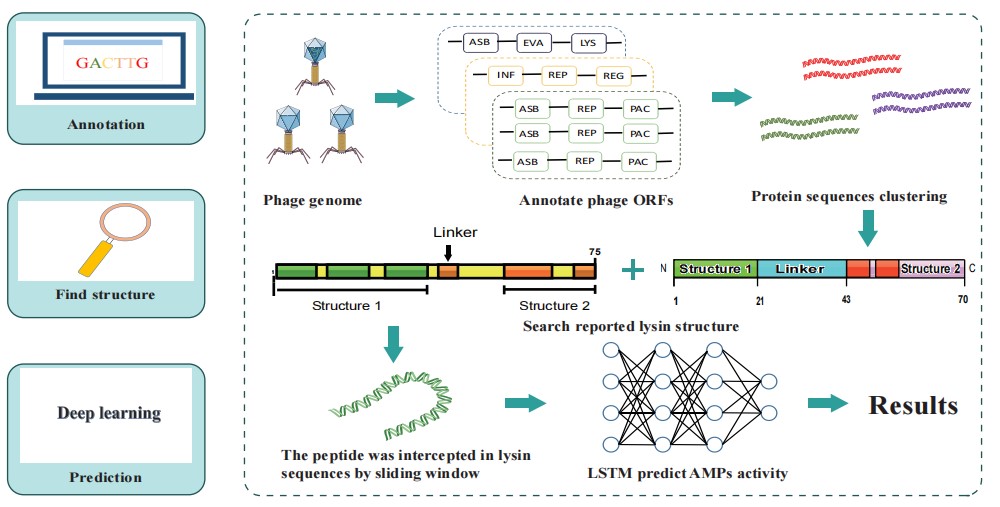 GACTTG
Annotation
Find structure
Deep learning
Prediction
ASB EVA LYS
INF REP REG
ASB REP PAC
ASB REP PAC
ASB REP PAC
Phage genome
Annotate phage ORFs
Protein sequences clustering
Linker
75
Structure 1
Structure 2
N Structure 1 Linker Structure 2 C
1 21 43 70
Search reported lysin structure
The peptide was intercepted in lysin
sequences by sliding window
LSTM predict AMPs activity
Results